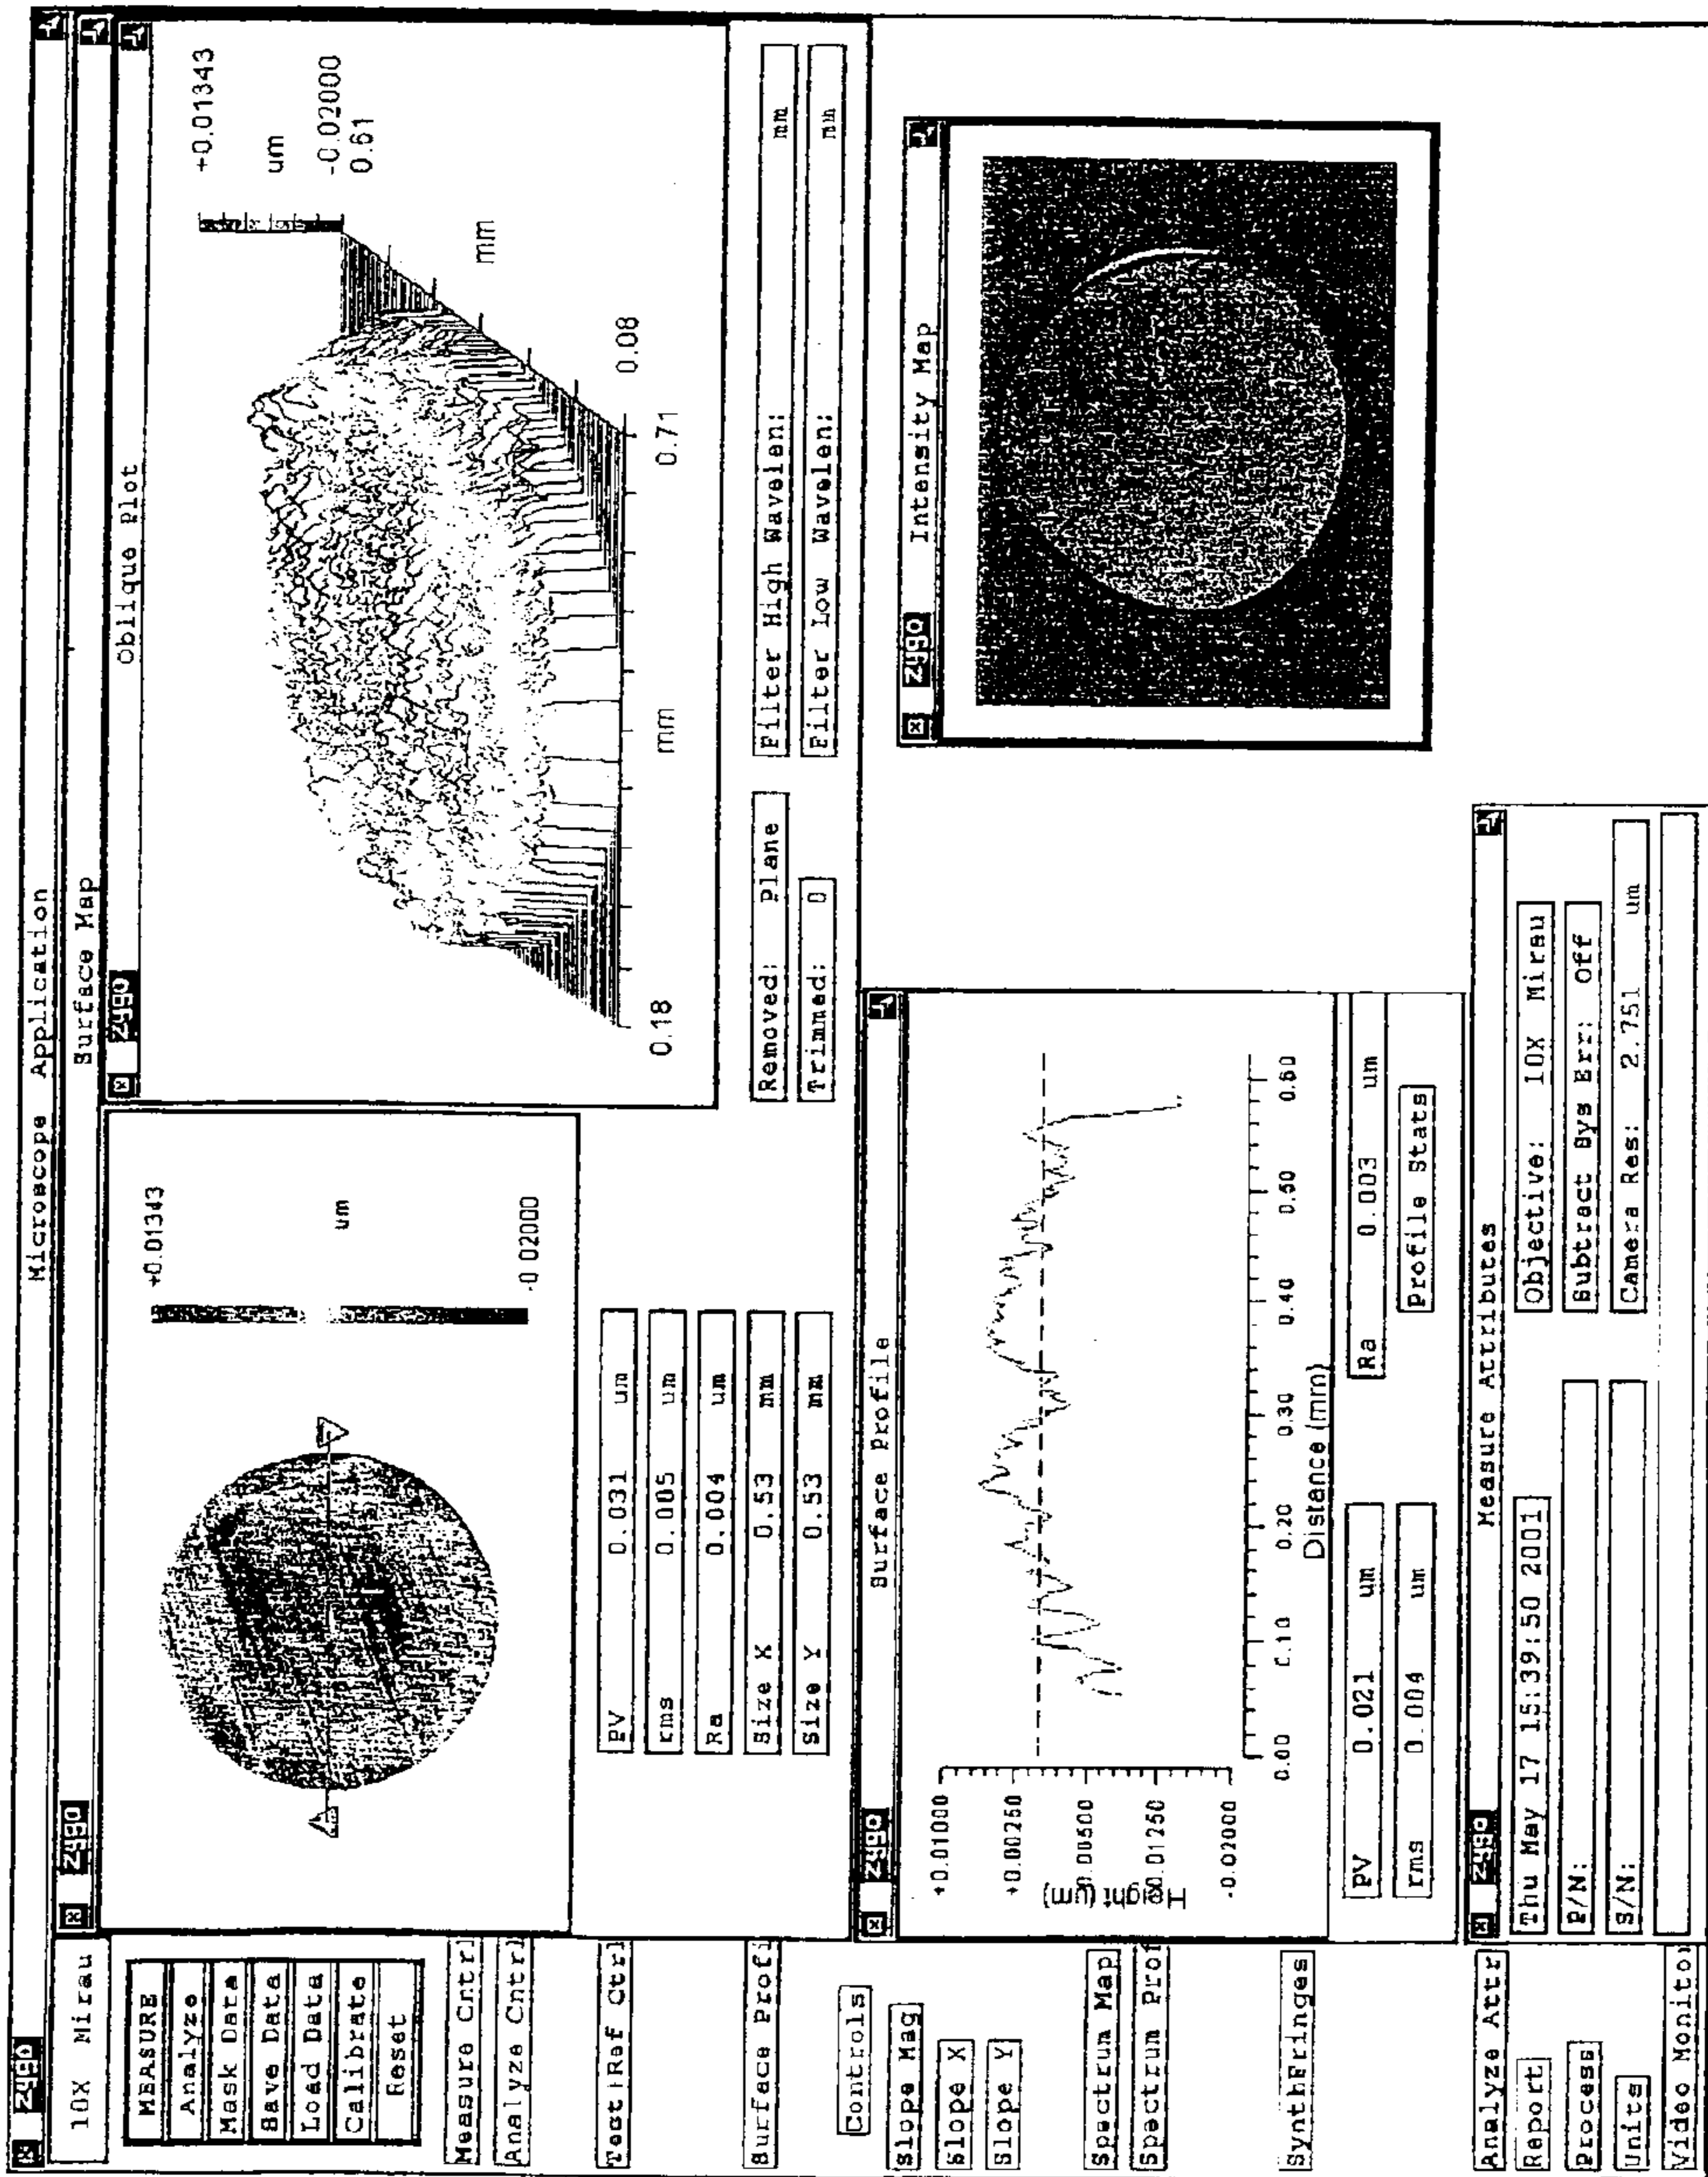 zygo Microscope Application
10X Mirau
MEASURE
Analyze
Mask Data
Save Data
Load Data
Calibrate
Reset
Measure Cntrl
Analyze Cntrl
Test|Ref Ctrl
Surface Profi
Controls
Slope Mag
Slope X
Slope Y
Spectrum Map
Spectrum Prof
SynthFringes
Analyze Attr
Report
Process
Units
Video Monitor
zygo Surface Map
+0.01343
um
-0.02000
PV 0.031 um
rms 0.005 um
Ra 0.004 um
Size X 0.53 mm
Size Y 0.53 mm
zygo Oblique Plot
+0.01343
um
-0.02000
0.61
mm
0.08
0.71
mm
0.18
Removed: Plane
Trimmed: 0
Filter High Wavelen: mm
Filter Low Wavelen: mm
zygo Surface Profile
+0.01000
+0.00250
0.00500
0.01250
-0.02000
Height (um)
0.00 0.10 0.20 0.30 0.40 0.50 0.60
Distance (mm)
PV 0.021 um
rms 0.004 um
Ra 0.003 um
Profile Stats
zygo Intensity Map
zygo Measure Attributes
Thu May 17 15:39:50 2001
P/N:
S/N:
Objective: 10X Mirau
Subtract Sys Err: Off
Camera Res: 2.751 um